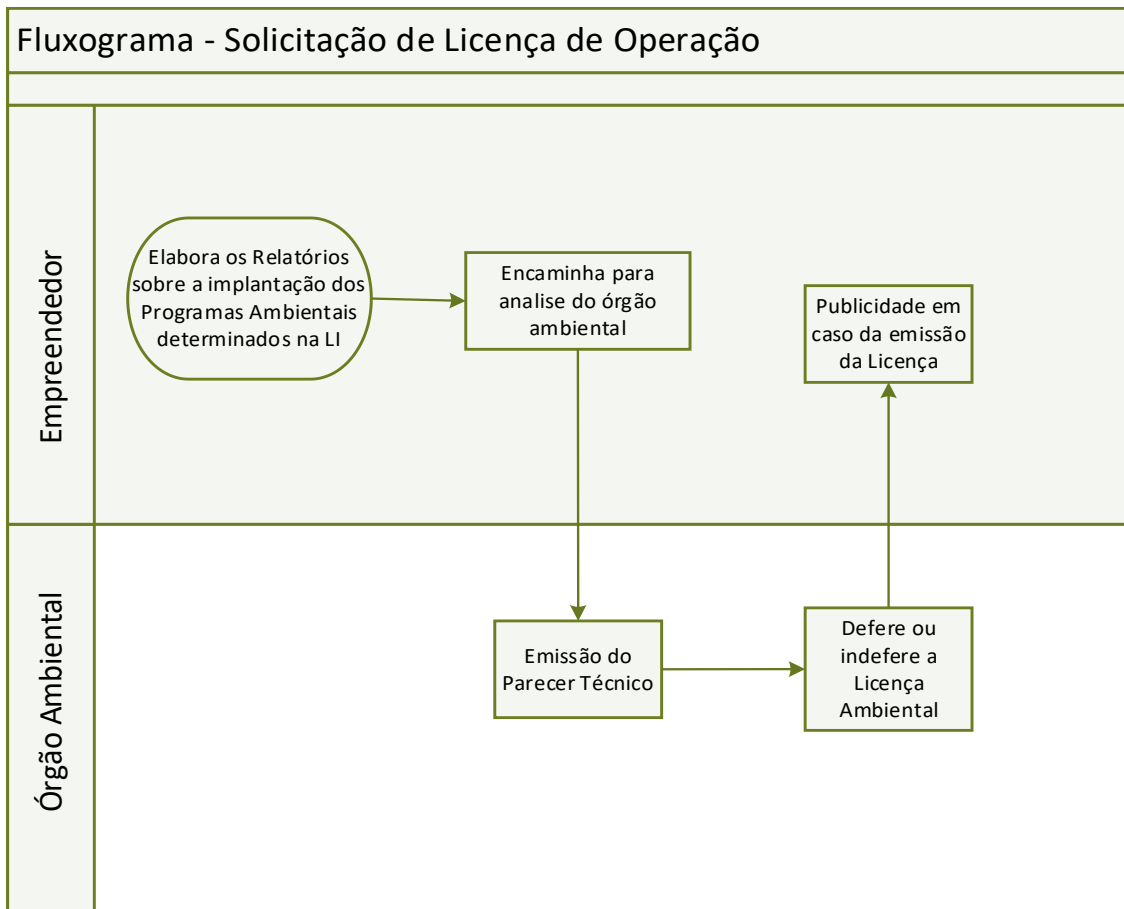 Fluxograma - Solicitação de Licença de Operação
Empreendedor
Elabora os Relatórios
sobre a implantação dos
Programas Ambientais
determinados na LI
Encaminha para
analise do órgão
ambiental
Publicidade em
caso da emissão
da Licença
Órgão Ambiental
Emissão do
Parecer Técnico
Defere ou
indefere a
Licença
Ambiental